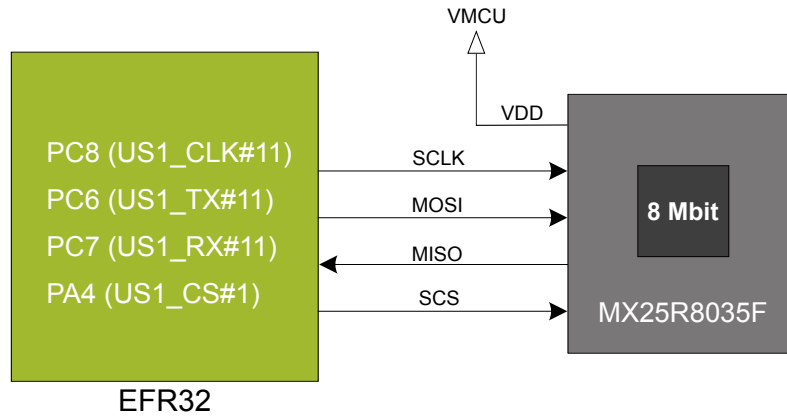 VMCU
VDD
PC8 (US1_CLK#11)
SCLK
PC6 (US1_TX#11)
MOSI
8 Mbit
PC7 (US1_RX#11)
MISO
PA4 (US1_CS#1)
SCS
MX25R8035F
EFR32